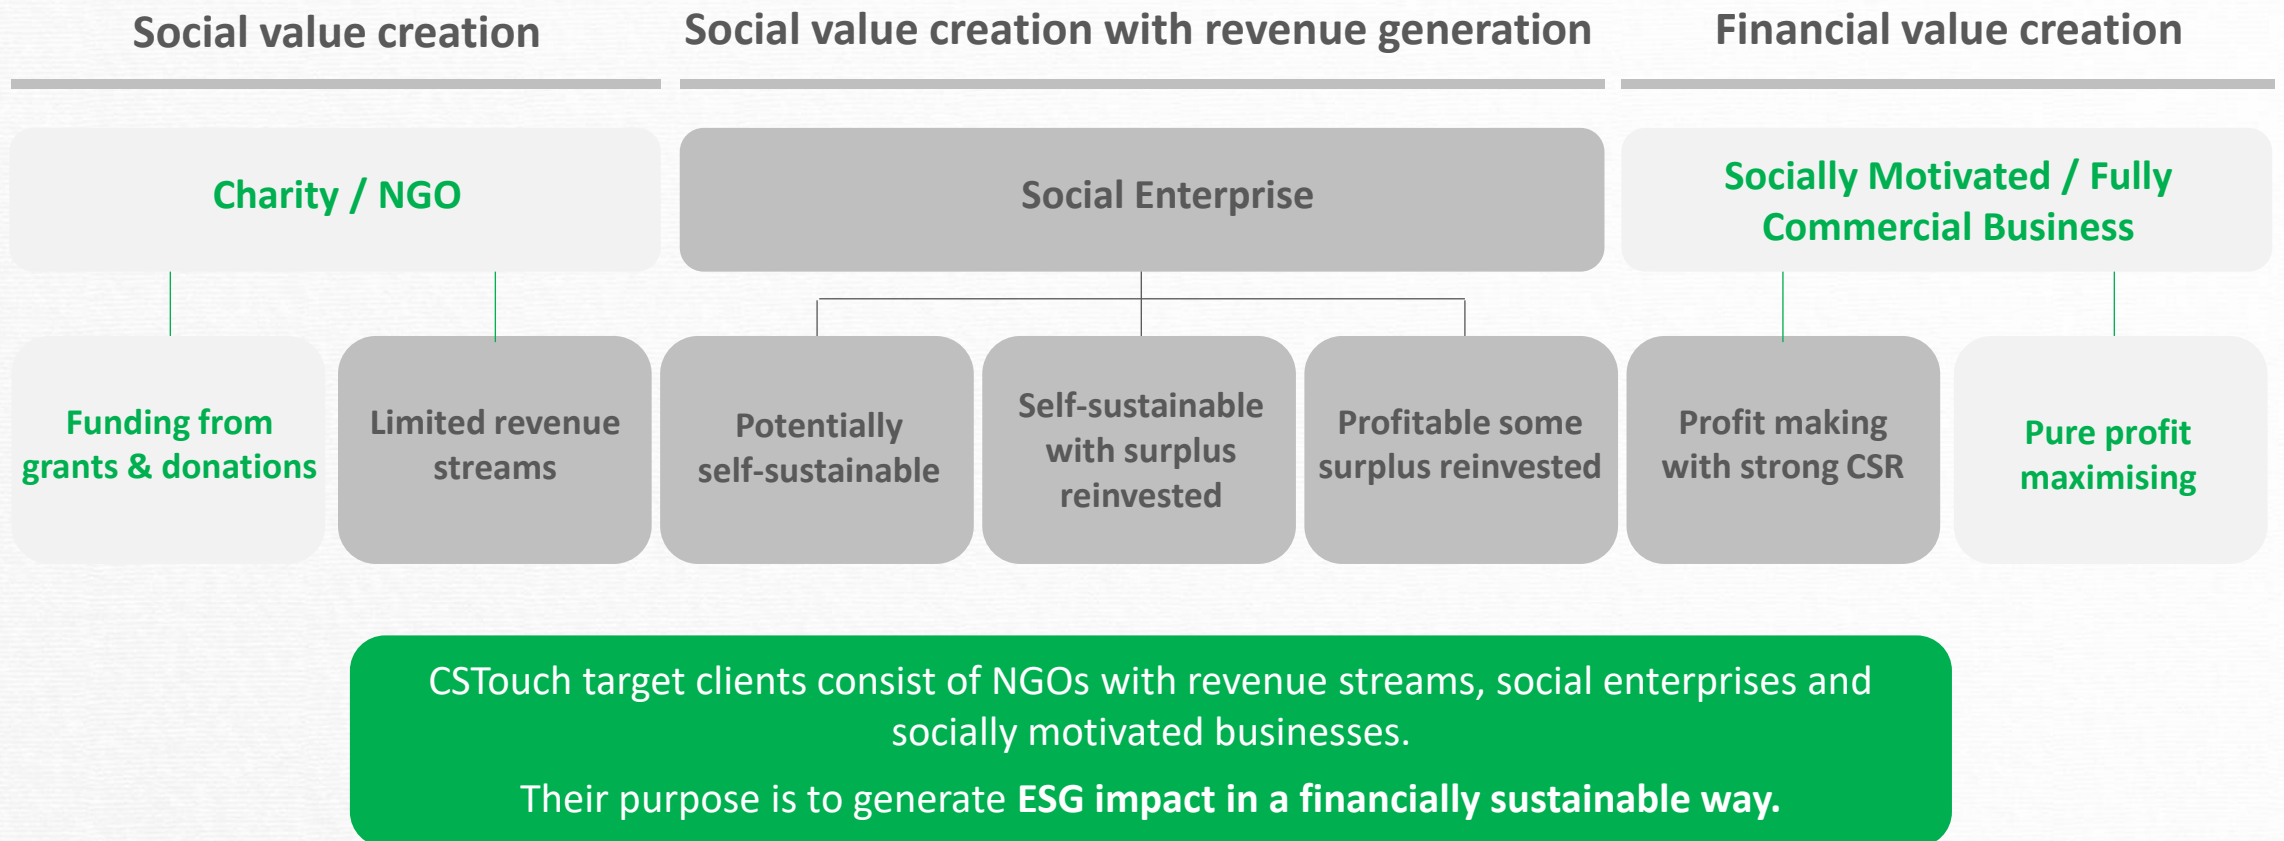 Social value creation
Social value creation with revenue generation
Financial value creation
Charity / NGO
Social Enterprise
Socially Motivated / Fully
Commercial Business
Funding from
grants & donations
Limited revenue
streams
Potentially
self-sustainable
Self-sustainable
with surplus
reinvested
Profitable some
surplus reinvested
Profit making
with strong CSR
Pure profit
maximising
CSTouch target clients consist of NGOs with revenue streams, social enterprises and
socially motivated businesses.
Their purpose is to generate ESG impact in a financially sustainable way.